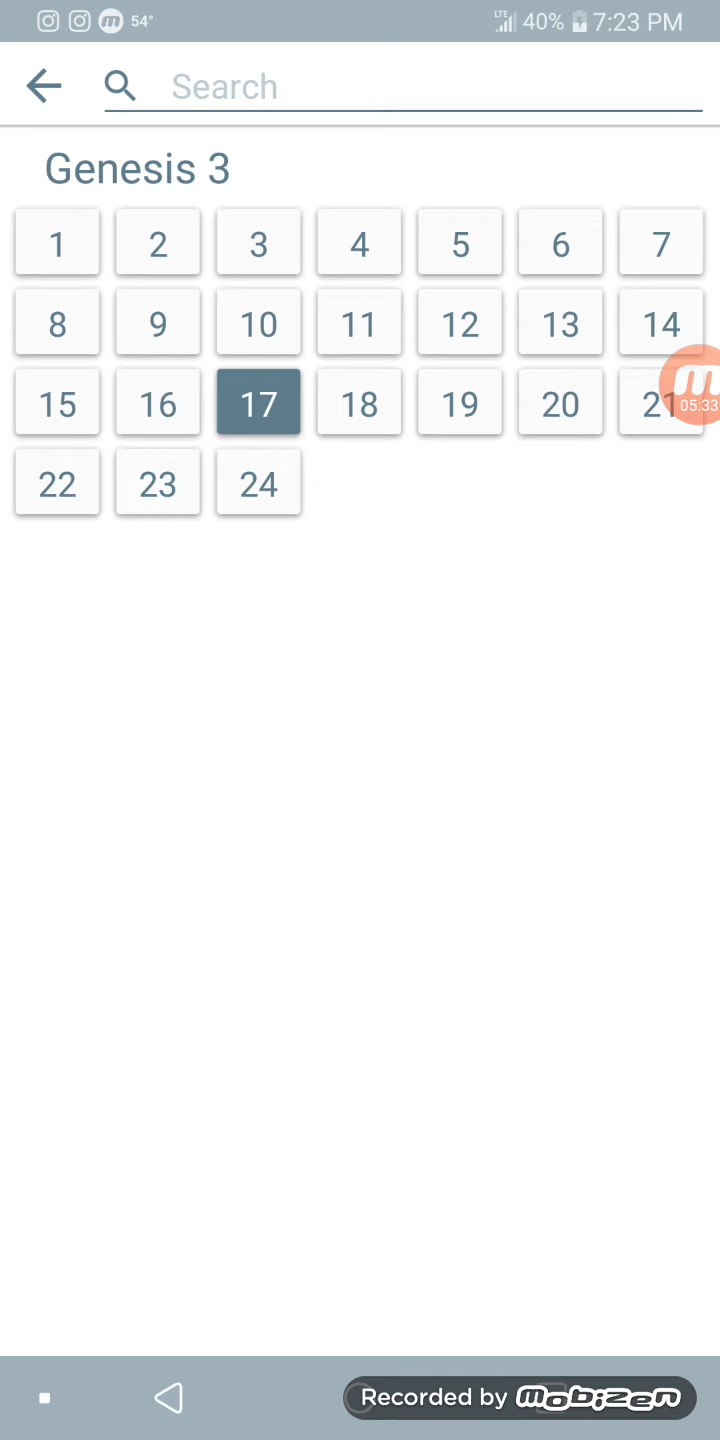 54° LTE 40% 7:23 PM
Search
Genesis 3
1 2 3 4 5 6 7
8 9 10 11 12 13 14
15 16 17 18 19 20 21
05:33
22 23 24
Recorded by mobizen